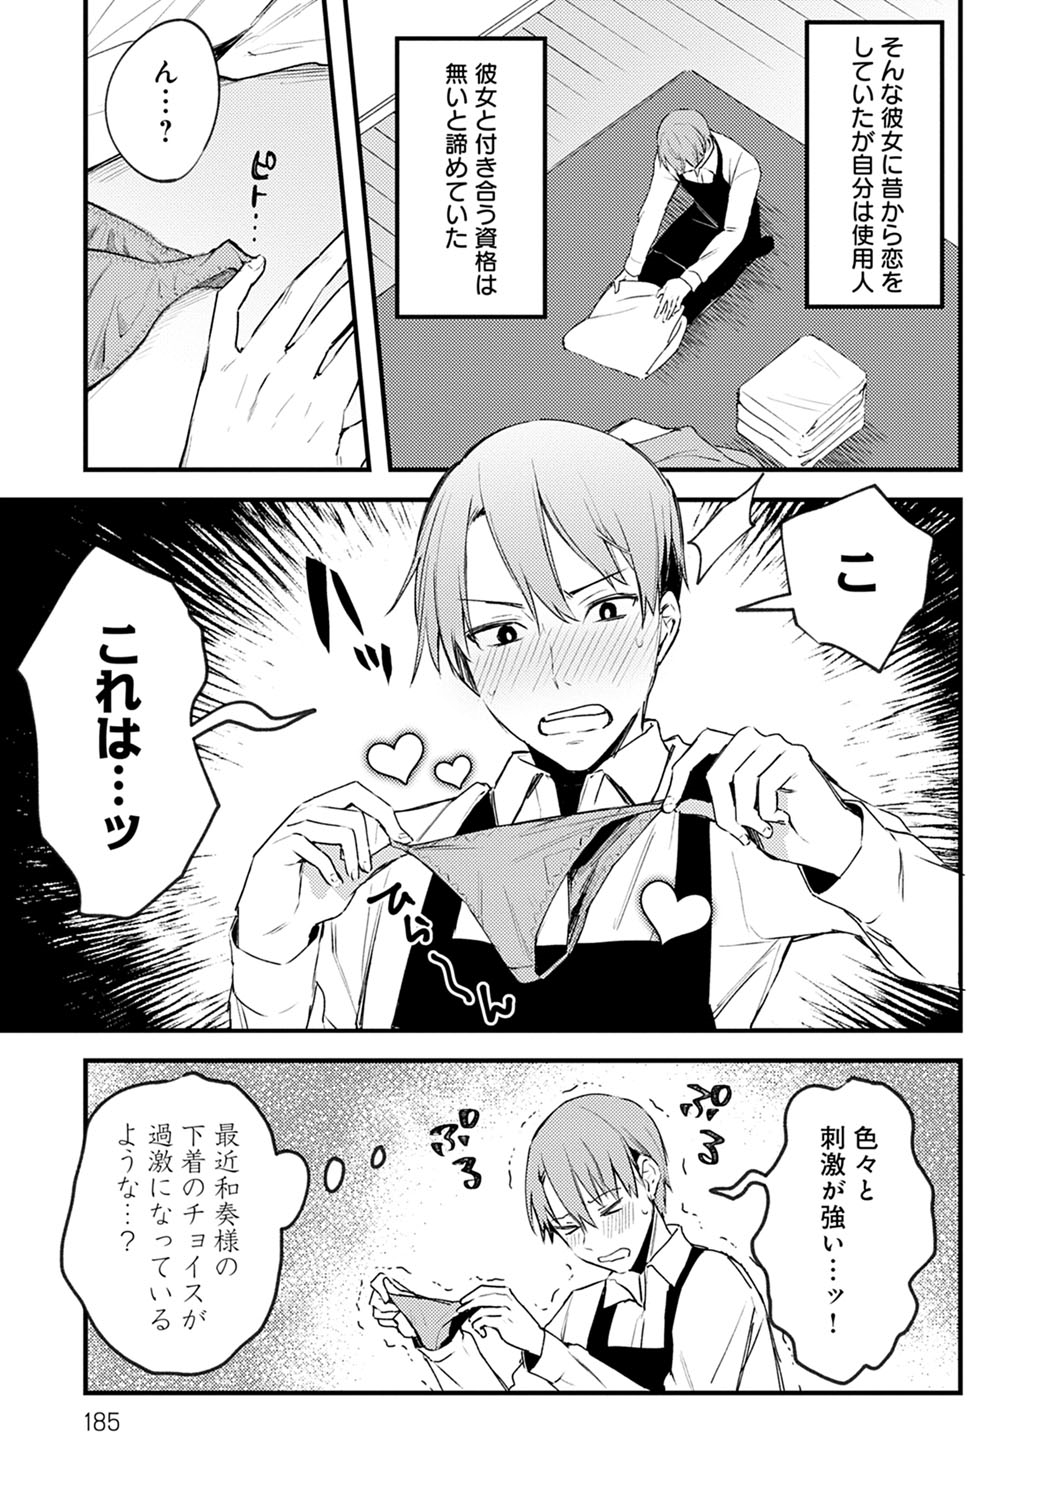 そんな彼女に昔から恋を
していたが自分は使用人
彼女と付き合う資格は
無いと諦めていた
ん…?
ピト…
こ
これは…ッ
バッ
ひら〜ん
色々と
刺激が強い…ッ!
ぷる
ぷる
最近和奏様の
下着のチョイスが
過激になっている
ような…?
185